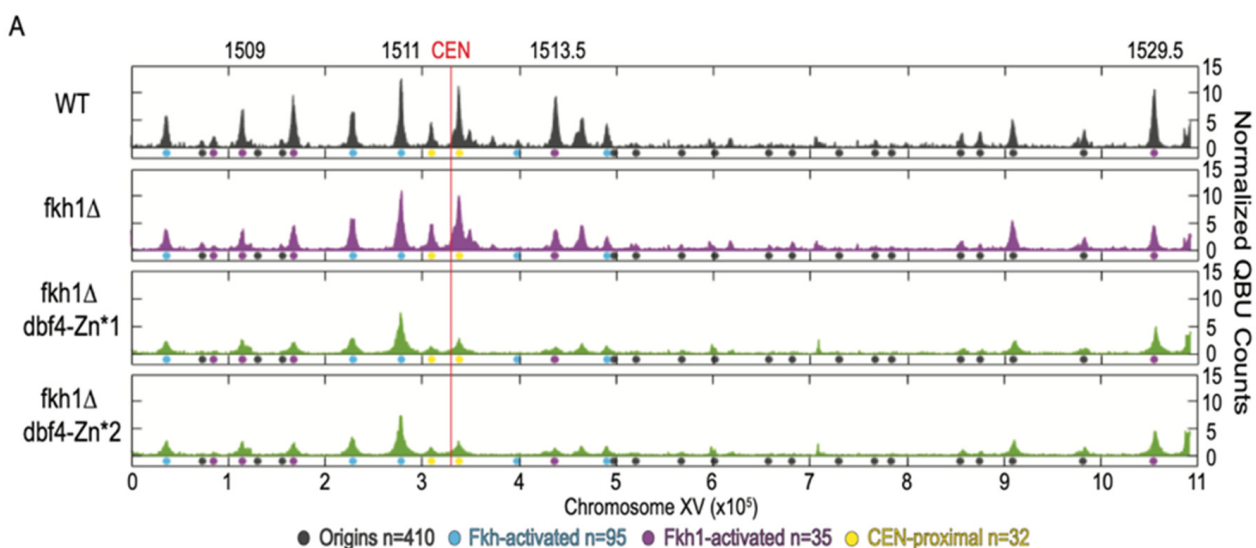 A
1509 1511 CEN 1513.5 1529.5
WT
15
10
5
0
fkh1Δ
15
10
5
0
fkh1Δ
dbf4-Zn*1
15
10
5
0
fkh1Δ
dbf4-Zn*2
15
10
5
0
Normalized QBU Counts
0 1 2 3 4 5 6 7 8 9 10 11
Chromosome XV (x10⁵)
Origins n=410 Fkh-activated n=95 Fkh1-activated n=35 CEN-proximal n=32